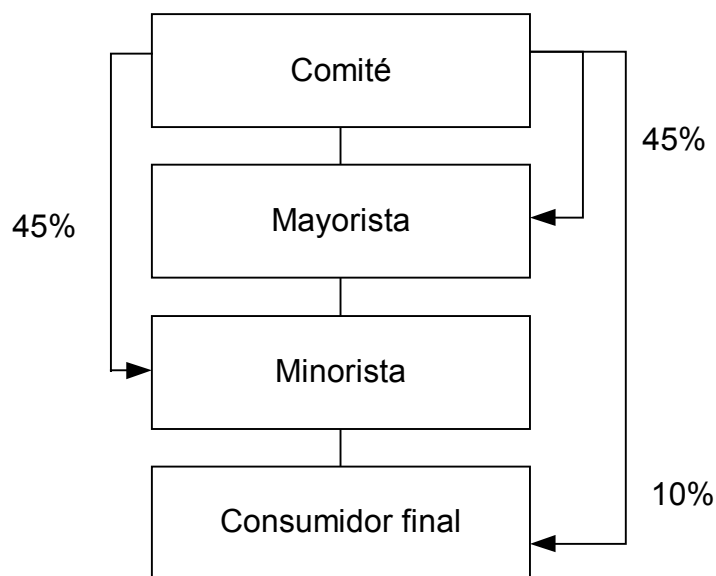 Comité
45%
Mayorista
45%
Minorista
10%
Consumidor final